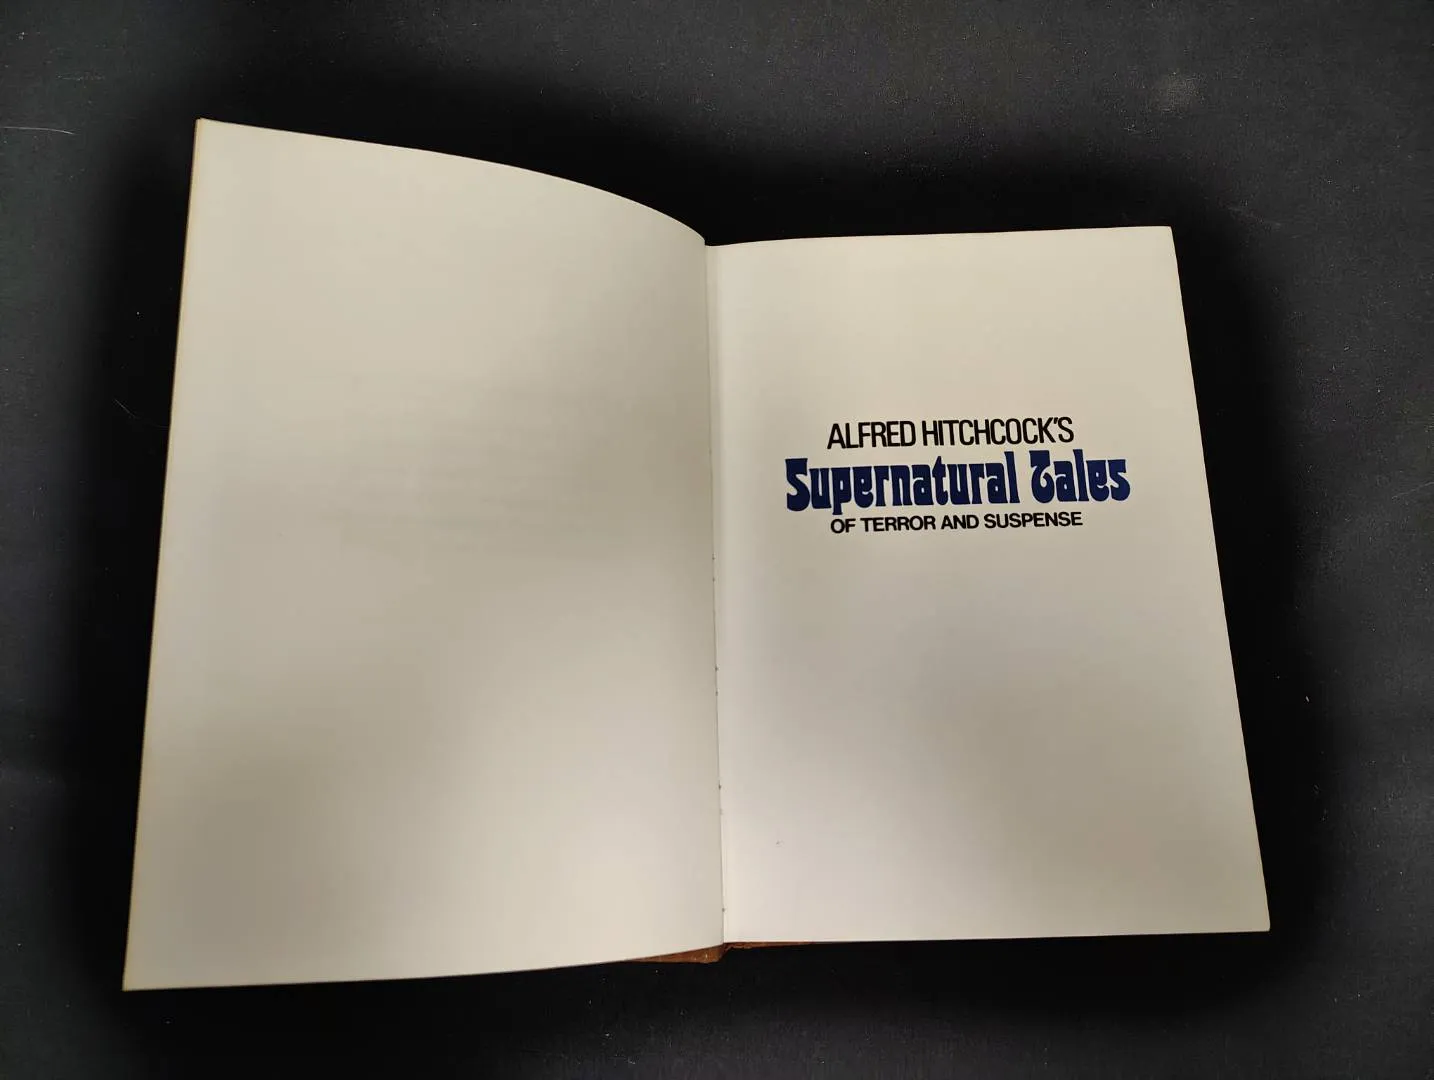 ALFRED HITCHCOCK'S
Supernatural Tales
OF TERROR AND SUSPENSE